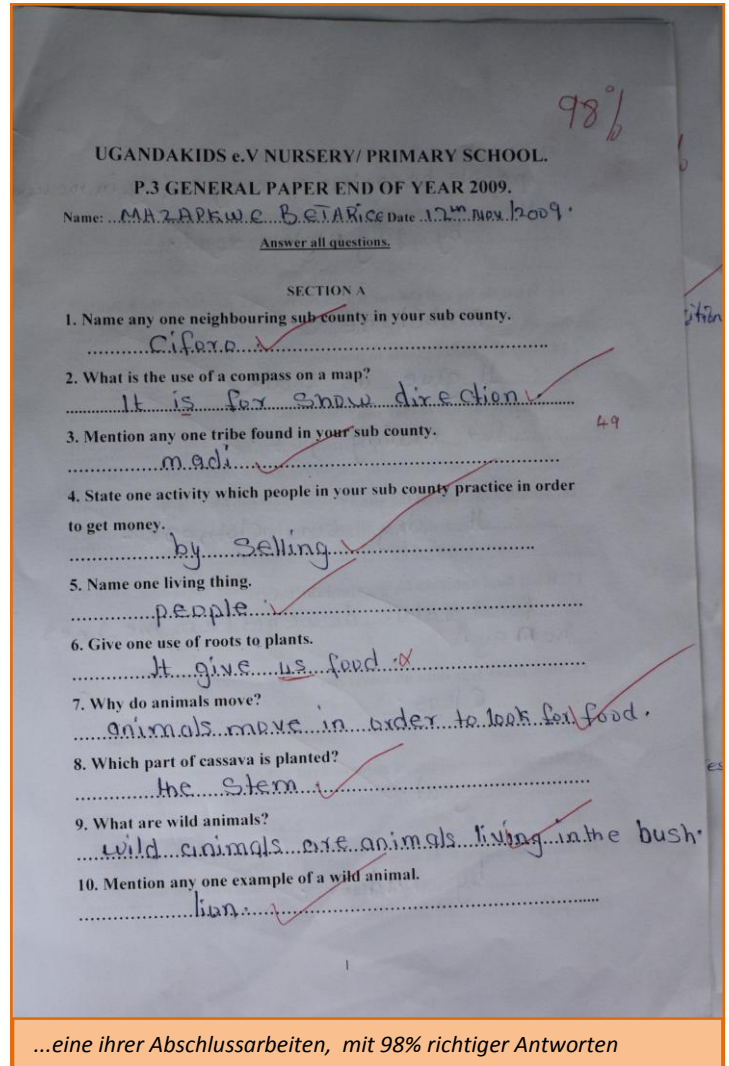 98%
UGANDAKIDS e.V NURSERY/ PRIMARY SCHOOL.
P.3 GENERAL PAPER END OF YEAR 2009.
Name: MAZAPKWE BETARICE Date 12th Nov/2009.
Answer all questions.
SECTION A
1. Name any one neighbouring sub county in your sub county.
Ciforo
2. What is the use of a compass on a map?
It is for show direction.
3. Mention any one tribe found in your sub county.
49
madi
4. State one activity which people in your sub county practice in order
to get money.
by selling
5. Name one living thing.
people.
6. Give one use of roots to plants.
It give us food.
7. Why do animals move?
animals move in order to look for food.
8. Which part of cassava is planted?
the stem
9. What are wild animals?
wild animals are animals living in the bush.
10. Mention any one example of a wild animal.
lion.
1
...eine ihrer Abschlussarbeiten, mit 98% richtiger Antworten